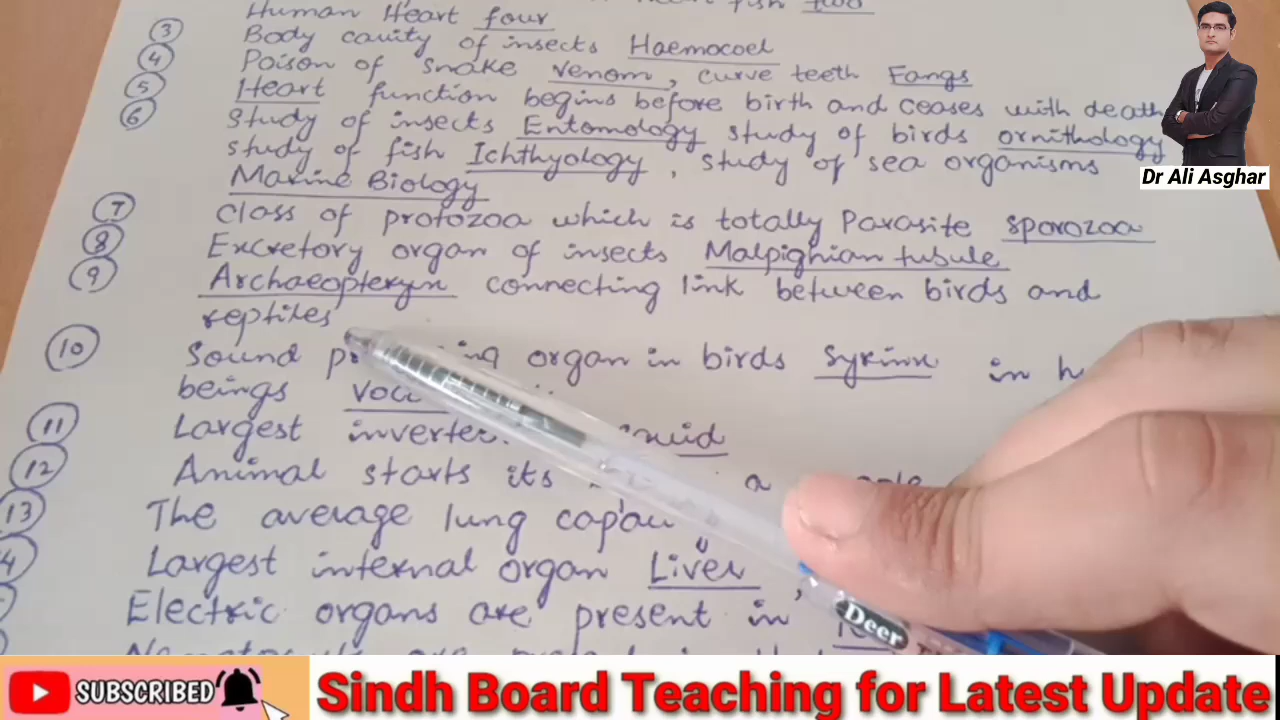 heart fish two
Human Heart four
③ Body cavity of insects Haemocoel
④ Poison of snake venom, curve teeth Fangs
⑤ Heart function begins before birth and ceases with death
⑥ Study of insects Entomology study of birds ornithology
study of fish Ichthyology, study of sea organisms
Marine Biology
Dr Ali Asghar
⑦ Class of protozoa which is totally Parasite sporozoa
⑧ Excretory organ of insects Malpighian tubule
⑨ Archaeopteryx connecting link between birds and
reptiles
⑩ Sound organ in birds Syrinx in
beings
⑪ Largest
⑫ Animal starts its a
13 The average lung
Largest internal organ Liver,
Electric organs are present in
Deer
SUBSCRIBED
Sindh Board Teaching for Latest Update